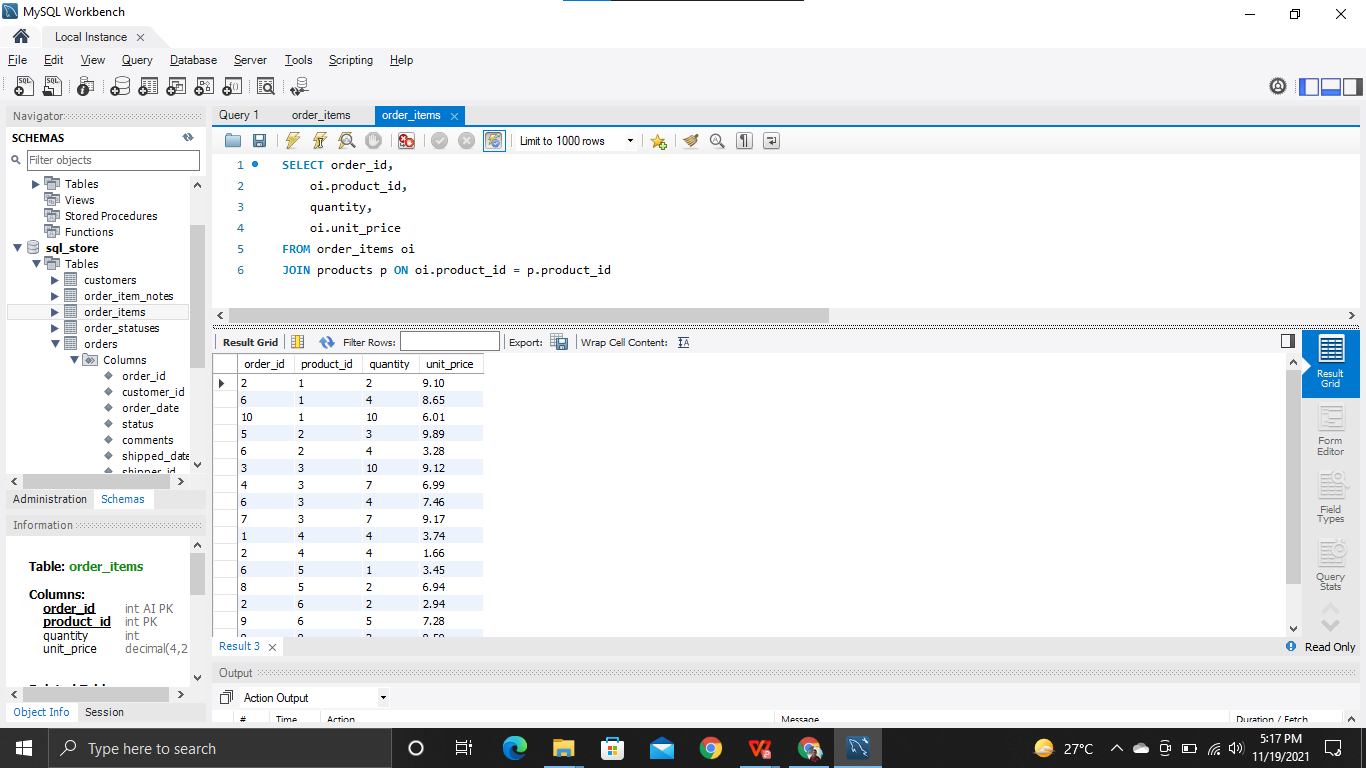 MySQL Workbench
Local Instance
File Edit View Query Database Server Tools Scripting Help
Navigator
SCHEMAS
Filter objects
Tables
Views
Stored Procedures
Functions
sql_store
Tables
customers
order_item_notes
order_items
order_statuses
orders
Columns
order_id
customer_id
order_date
status
comments
shipped_date
shipper_id
Administration Schemas
Information
Table: order_items
Columns:
order_id int AI PK
product_id int PK
quantity int
unit_price decimal(4,2
Object Info Session
Query 1 order_items order_items
Limit to 1000 rows
1 SELECT order_id,
2 oi.product_id,
3 quantity,
4 oi.unit_price
5 FROM order_items oi
6 JOIN products p ON oi.product_id = p.product_id
Result Grid Filter Rows: Export: Wrap Cell Content: IA
order_id product_id quantity unit_price
2 1 2 9.10
6 1 4 8.65
10 1 10 6.01
5 2 3 9.89
6 2 4 3.28
3 3 10 9.12
4 3 7 6.99
6 3 4 7.46
7 3 7 9.17
1 4 4 3.74
2 4 4 1.66
6 5 1 3.45
8 5 2 6.94
2 6 2 2.94
9 6 5 7.28
Result Grid
Form Editor
Field Types
Query Stats
Result 3
Read Only
Output
Action Output
# Time Action Message Duration / Fetch
Type here to search
27°C
5:17 PM
11/19/2021